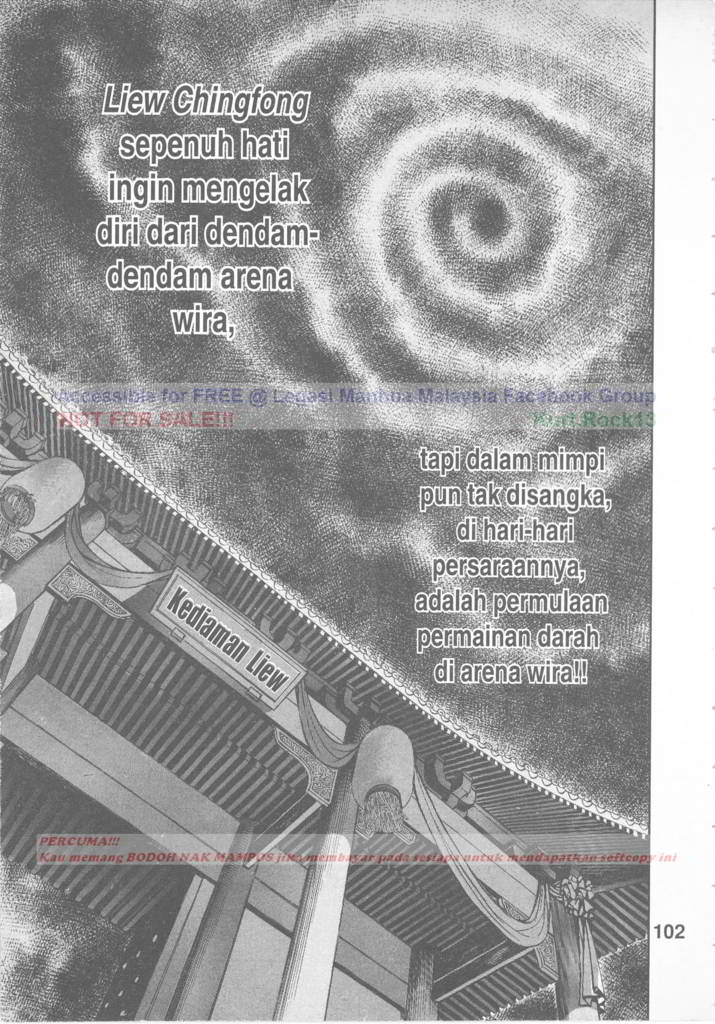 Liew Chingfong
sepenuh hati
ingin mengelak
diri dari dendam-
dendam arena
wira,
Accessible for FREE @ Legasi Manhua Malaysia Facebook Group
NOT FOR SALE!!!
tapi dalam mimpi
pun tak disangka,
di hari-hari
persaraannya,
adalah permulaan
permainan darah
di arena wira!!
Kediaman Liew
PERCUMA!!!
Kau memang BODOH NAK MAMPOS jika membayar pada sesiapa untuk mendapatkan softcopy ini
102